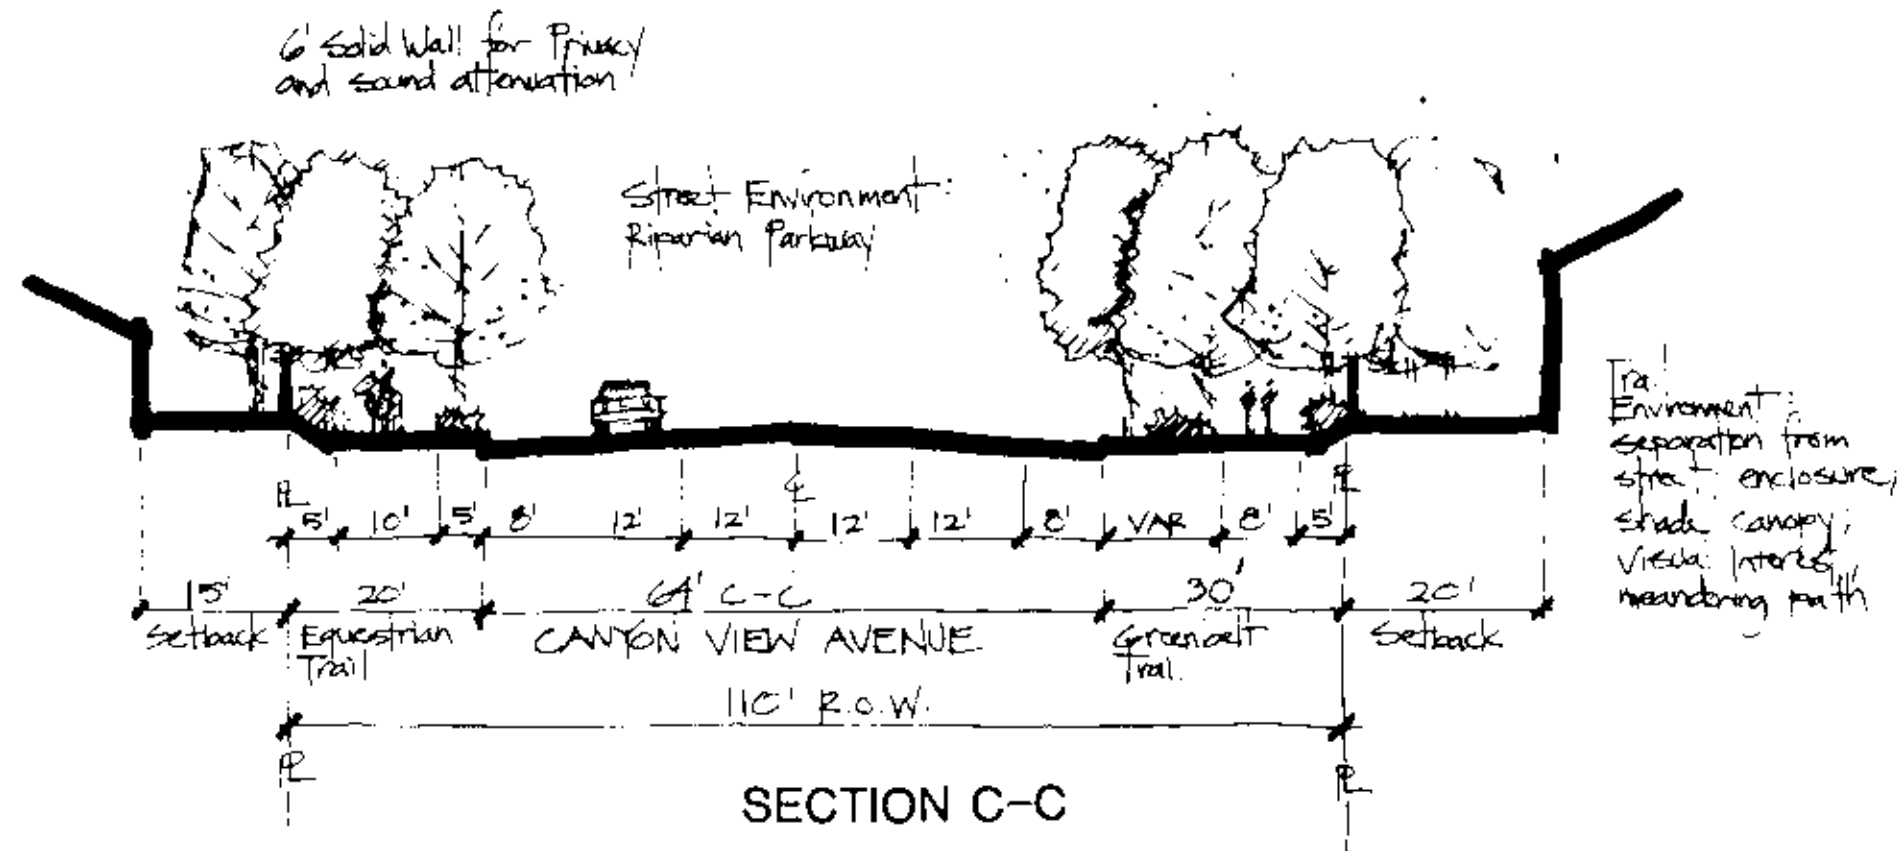 6' Solid Wall for Privacy
and sound attenuation
Street Environment:
Riparian Parkway
Trail
Environment:
separation from
street: enclosure,
shade canopy;
Visual Interest,
meandering path
PL CL PL
5' 10' 5' 8' 12' 12' 12' 12' 8' VAR 8' 5'
15' 20' 64' C-C 30' 20'
Setback Equestrian CANYON VIEW AVENUE Greenbelt Setback
Trail Trail
110' R.O.W.
PL PL
SECTION C-C